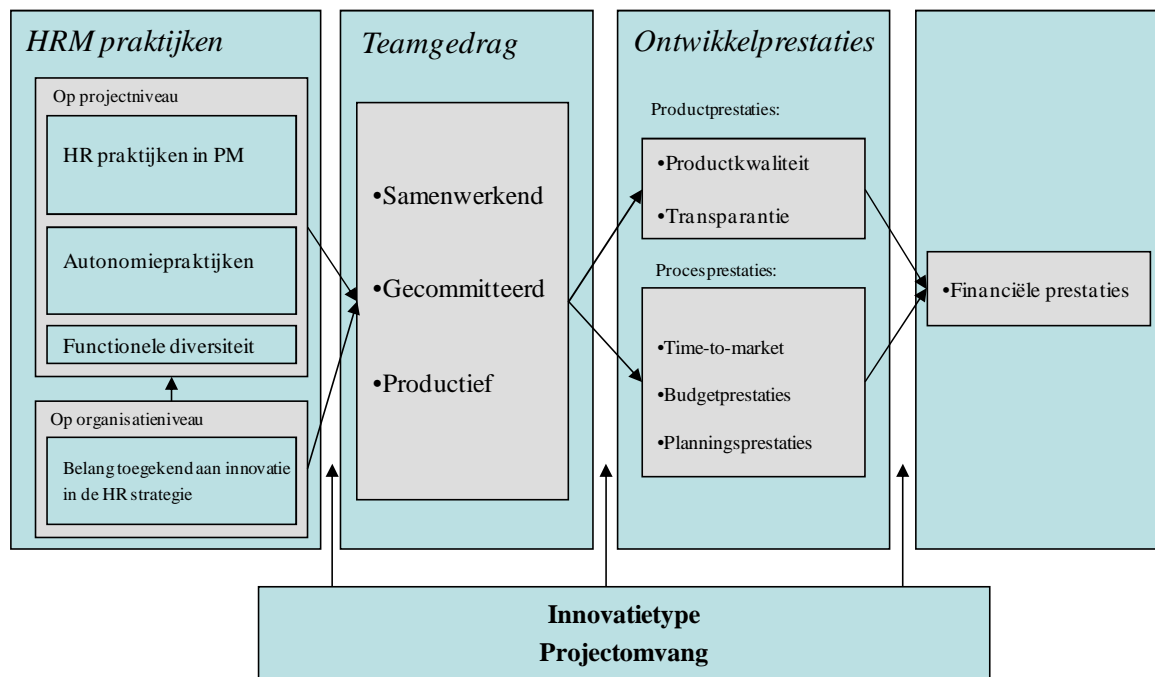 HRM praktijken
Op projectniveau
HR praktijken in PM
Autonomiepraktijken
Functionele diversiteit
Op organisatieniveau
Belang toegekend aan innovatie
in de HR strategie
Teamgedrag
•Samenwerkend
•Gecommitteerd
•Productief
Ontwikkelprestaties
Productprestaties:
•Productkwaliteit
•Transparantie
Procesprestaties:
•Time-to-market
•Budgetprestaties
•Planningsprestaties
•Financiële prestaties
Innovatietype
Projectomvang